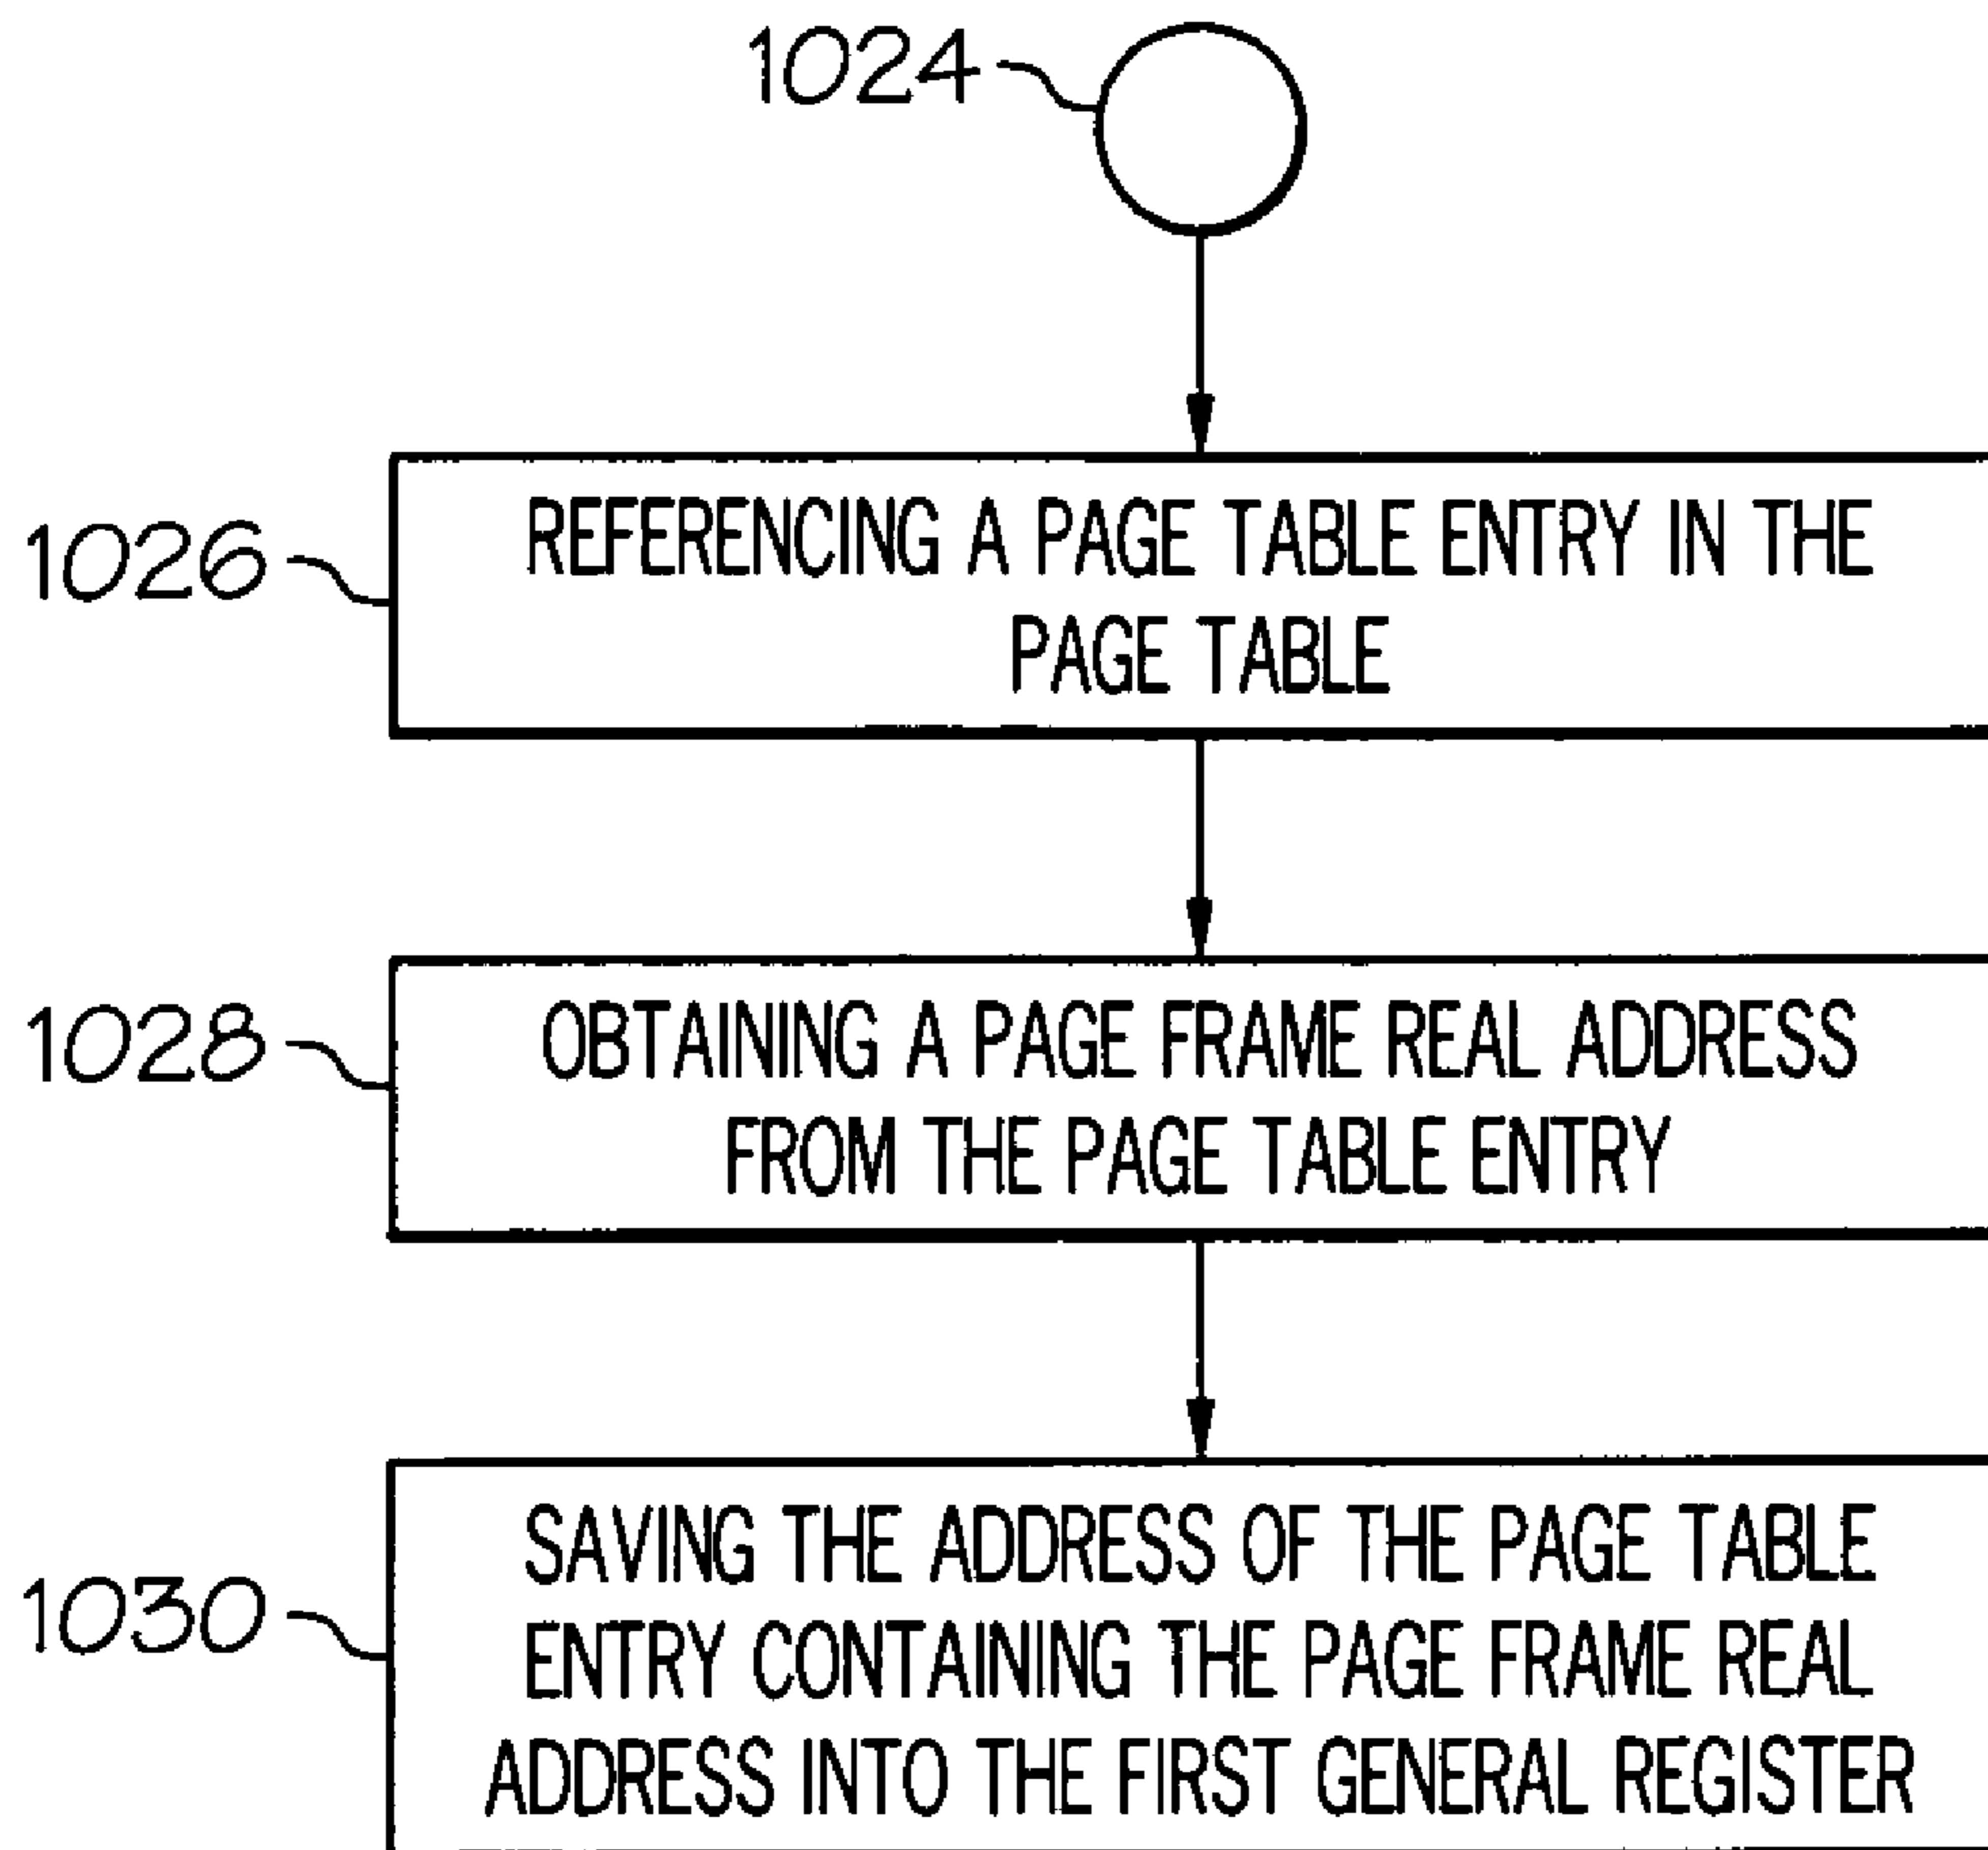 1024
1026
REFERENCING A PAGE TABLE ENTRY IN THE
PAGE TABLE
1028
OBTAINING A PAGE FRAME REAL ADDRESS
FROM THE PAGE TABLE ENTRY
1030
SAVING THE ADDRESS OF THE PAGE TABLE
ENTRY CONTAINING THE PAGE FRAME REAL
ADDRESS INTO THE FIRST GENERAL REGISTER